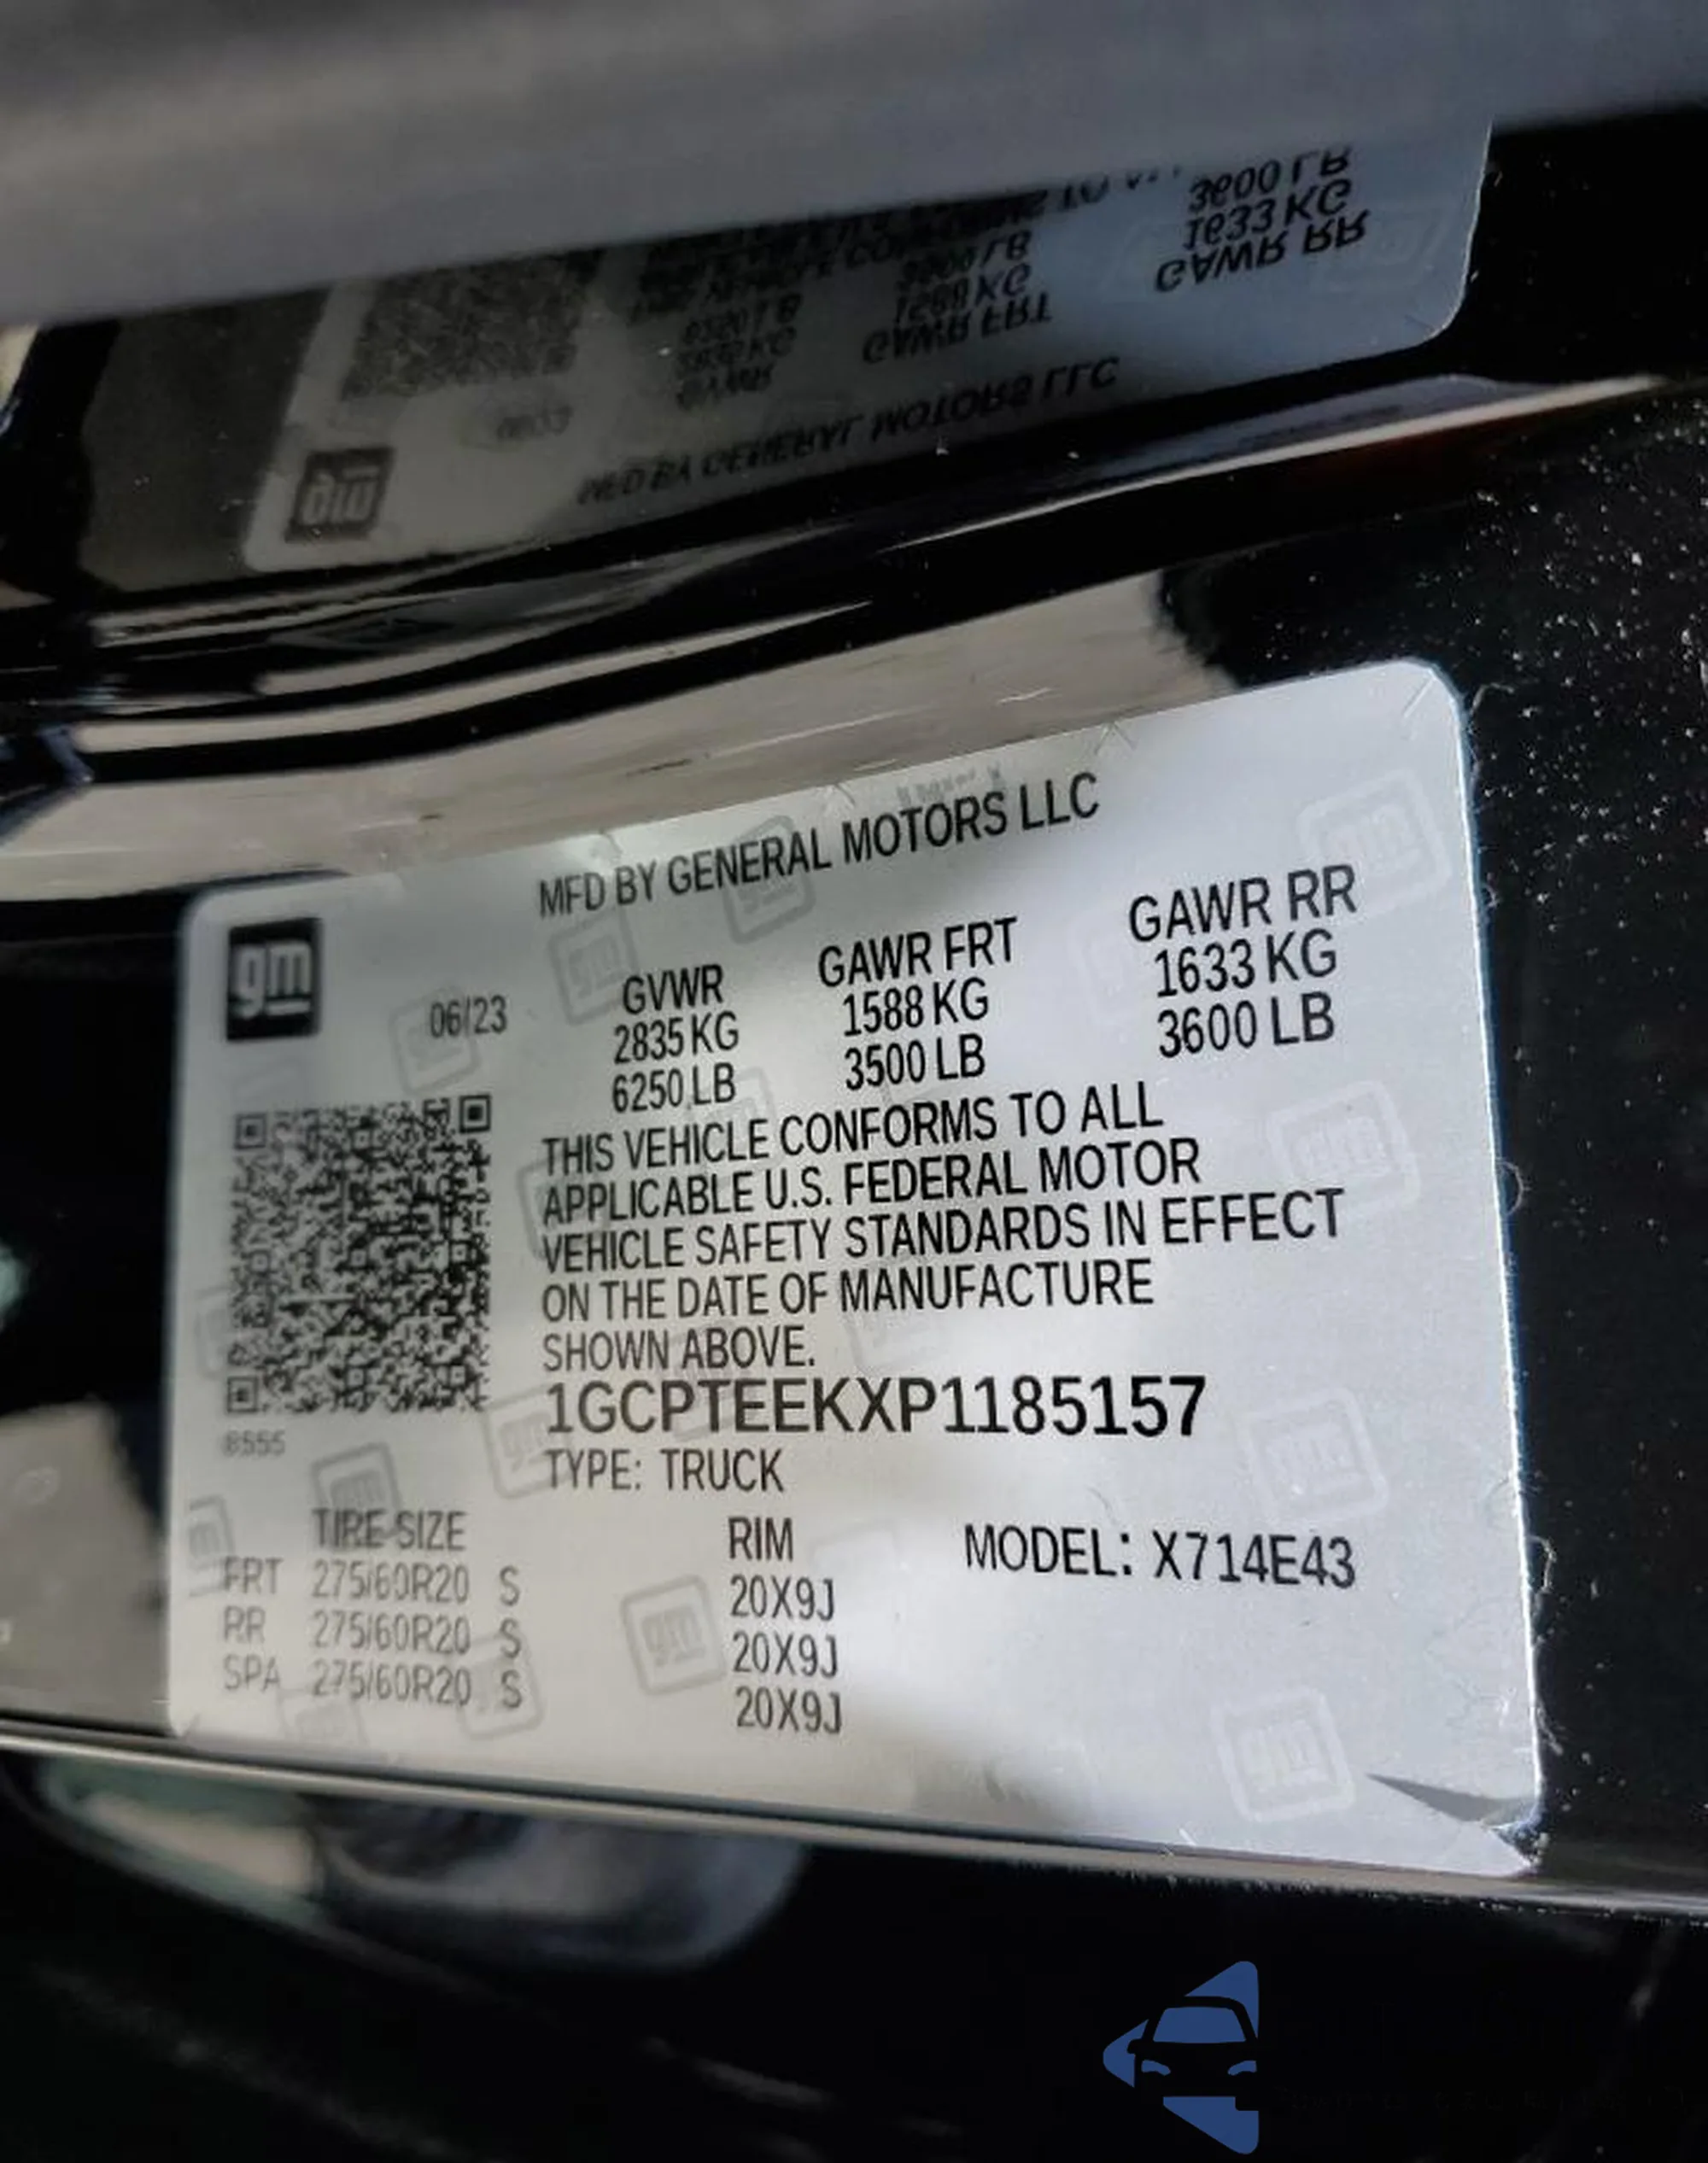 MFD BY GENERAL MOTORS LLC
gm
06/23
GVWR GAWR FRT GAWR RR
2835 KG 1588 KG 1633 KG
6250 LB 3500 LB 3600 LB
THIS VEHICLE CONFORMS TO ALL
APPLICABLE U.S. FEDERAL MOTOR
VEHICLE SAFETY STANDARDS IN EFFECT
ON THE DATE OF MANUFACTURE
SHOWN ABOVE.
1GCPTEEKXP1185157
8555
TYPE: TRUCK
TIRE SIZE RIM MODEL: X714E43
FRT 275/60R20 S 20X9J
RR 275/60R20 S 20X9J
SPA 275/60R20 S 20X9J